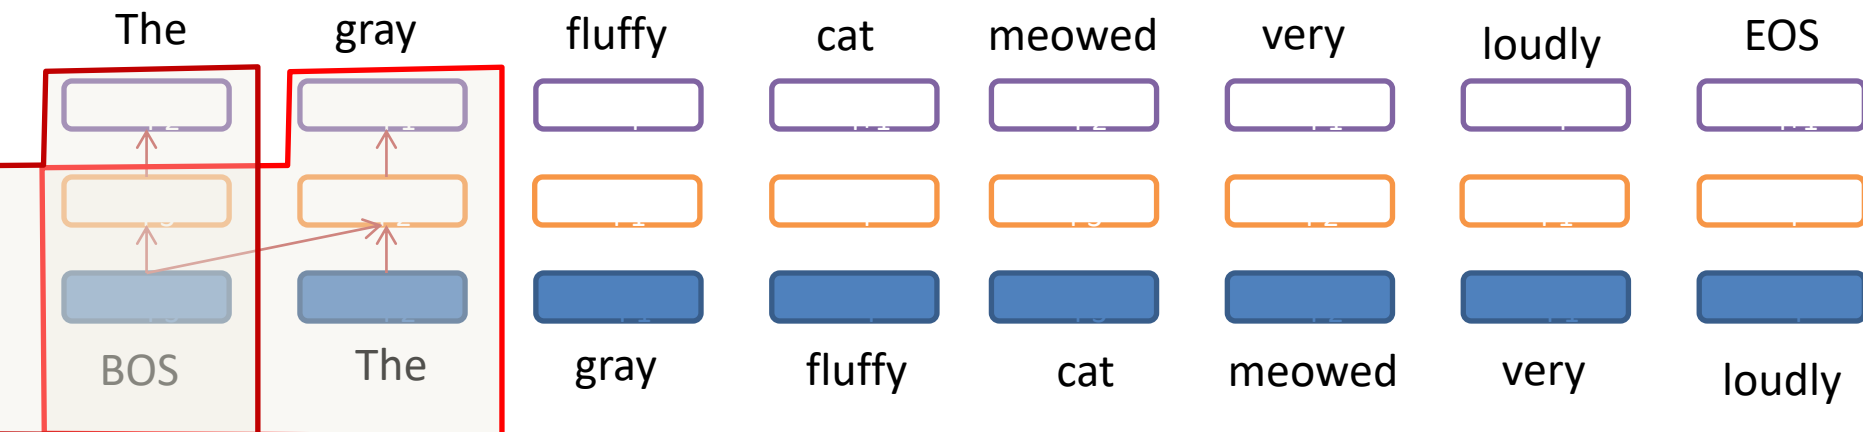 The gray fluffy cat meowed very loudly EOS
BOS The gray fluffy cat meowed very loudly